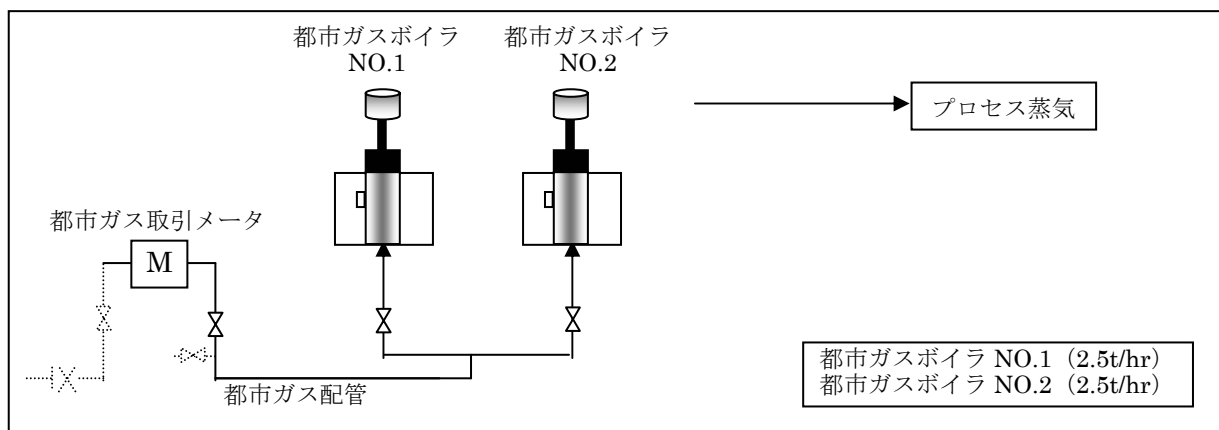 都市ガスボイラ
NO.1
都市ガスボイラ
NO.2
プロセス蒸気
都市ガス取引メータ
M
都市ガス配管
都市ガスボイラ NO.1（2.5t/hr）
都市ガスボイラ NO.2（2.5t/hr）